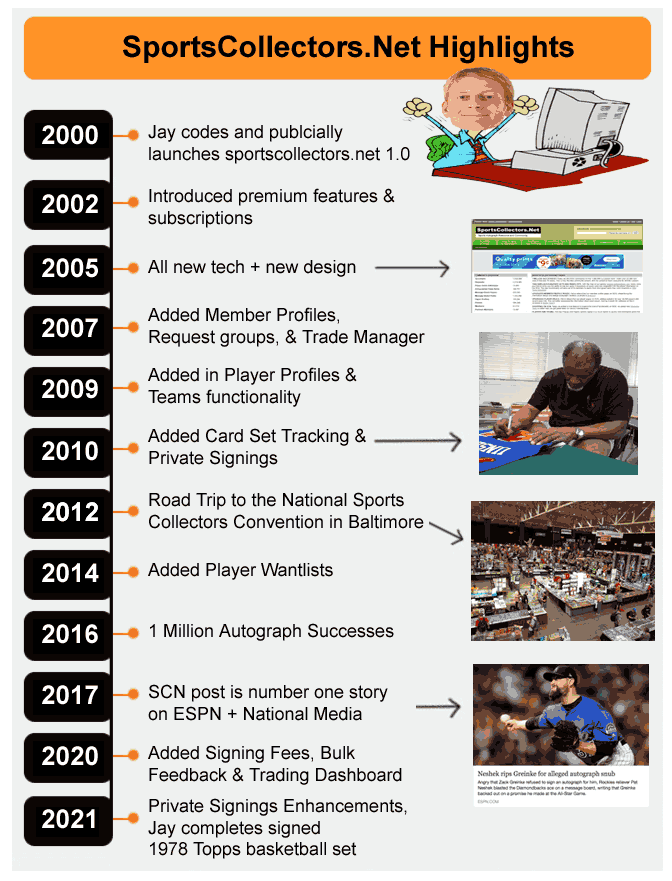 SportsCollectors.Net Highlights
2000
Jay codes and publcially
launches sportscollectors.net 1.0
2002
Introduced premium features &
subscriptions
2005
All new tech + new design
SportsCollectors.Net
2007
Added Member Profiles,
Request groups, & Trade Manager
2009
Added in Player Profiles &
Teams functionality
2010
Added Card Set Tracking &
Private Signings
2012
Road Trip to the National Sports
Collectors Convention in Baltimore
2014
Added Player Wantlists
2016
1 Million Autograph Successes
2017
SCN post is number one story
on ESPN + National Media
Neshek rips Greinke for alleged autograph snub
Angry that Zack Greinke refused to sign an autograph for him, Rockies reliever Pat
Neshek blasted the Diamondbacks ace on a message board, writing that Greinke
backed out on a promise he made at the All-Star Game.
ESPN.COM
2020
Added Signing Fees, Bulk
Feedback & Trading Dashboard
2021
Private Signings Enhancements,
Jay completes signed
1978 Topps basketball set